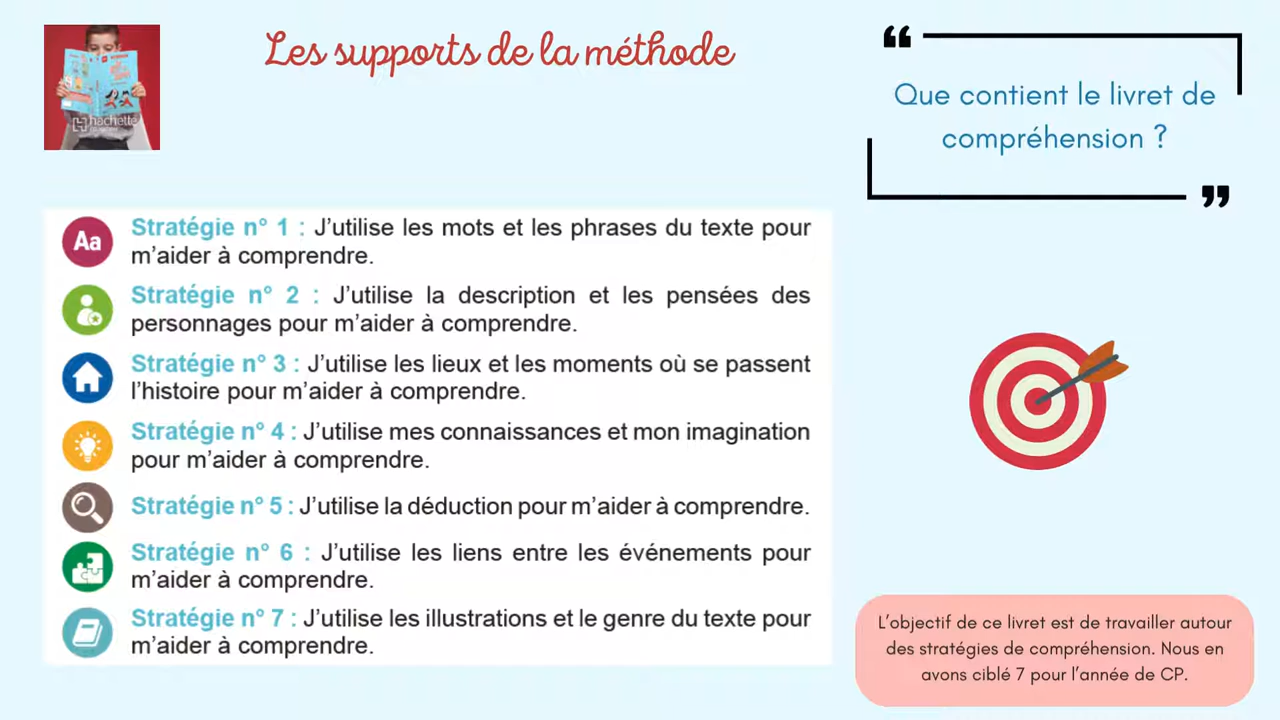 Les supports de la méthode
hachette
“
Que contient le livret de
compréhension ?
”
Aa
Stratégie n° 1 : J’utilise les mots et les phrases du texte pour
m’aider à comprendre.
Stratégie n° 2 : J’utilise la description et les pensées des
personnages pour m’aider à comprendre.
Stratégie n° 3 : J’utilise les lieux et les moments où se passent
l’histoire pour m’aider à comprendre.
Stratégie n° 4 : J’utilise mes connaissances et mon imagination
pour m’aider à comprendre.
Stratégie n° 5 : J’utilise la déduction pour m’aider à comprendre.
Stratégie n° 6 : J’utilise les liens entre les événements pour
m’aider à comprendre.
Stratégie n° 7 : J’utilise les illustrations et le genre du texte pour
m’aider à comprendre.
L’objectif de ce livret est de travailler autour
des stratégies de compréhension. Nous en
avons ciblé 7 pour l’année de CP.